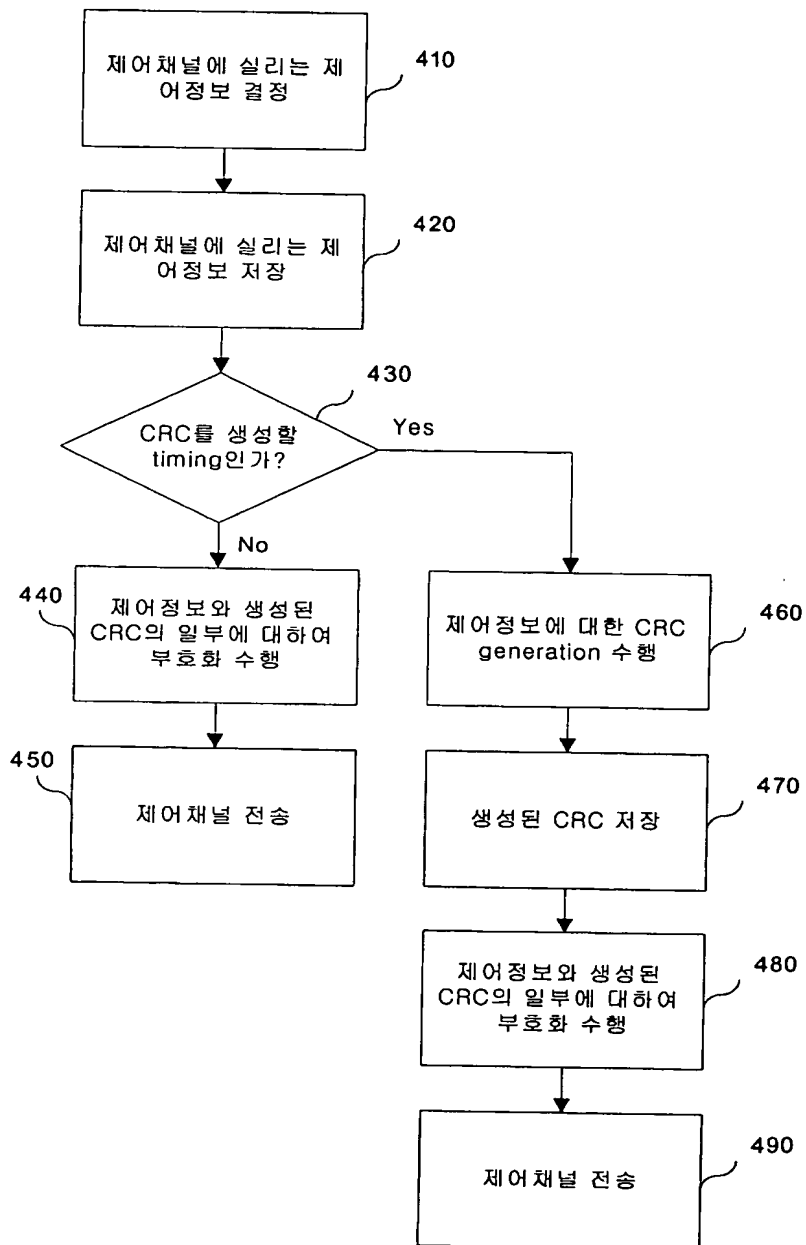 제어채널에 실리는 제
어정보 결정
410
제어채널에 실리는 제
어정보 저장
420
430
CRC를 생성할
timing인가?
Yes
No
440
제어정보와 생성된
CRC의 일부에 대하여
부호화 수행
제어정보에 대한 CRC
generation 수행
460
450
제어채널 전송
생성된 CRC 저장
470
제어정보와 생성된
CRC의 일부에 대하여
부호화 수행
480
제어채널 전송
490